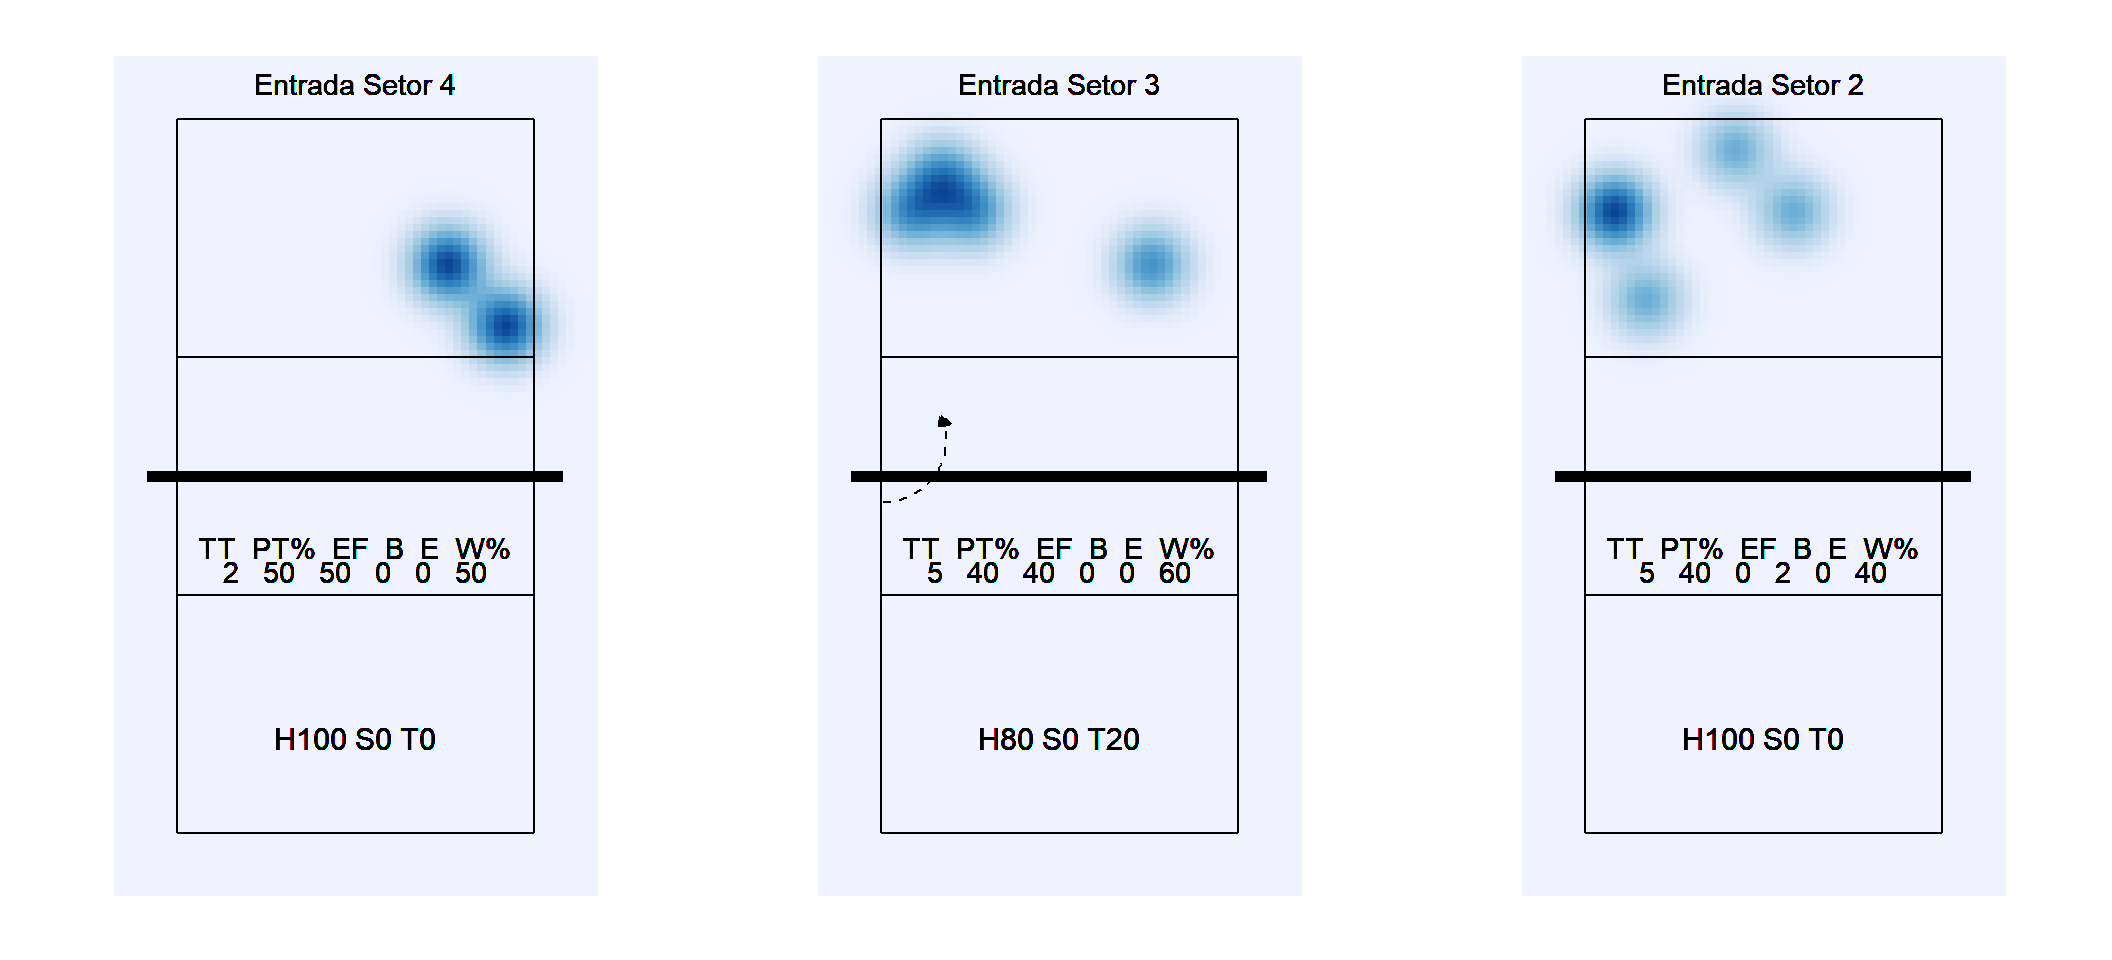 Entrada Setor 4
TT PT% EF B E W%
2 50 50 0 0 50
H100 S0 T0
Entrada Setor 3
TT PT% EF B E W%
5 40 40 0 0 60
H80 S0 T20
Entrada Setor 2
TT PT% EF B E W%
5 40 0 2 0 40
H100 S0 T0